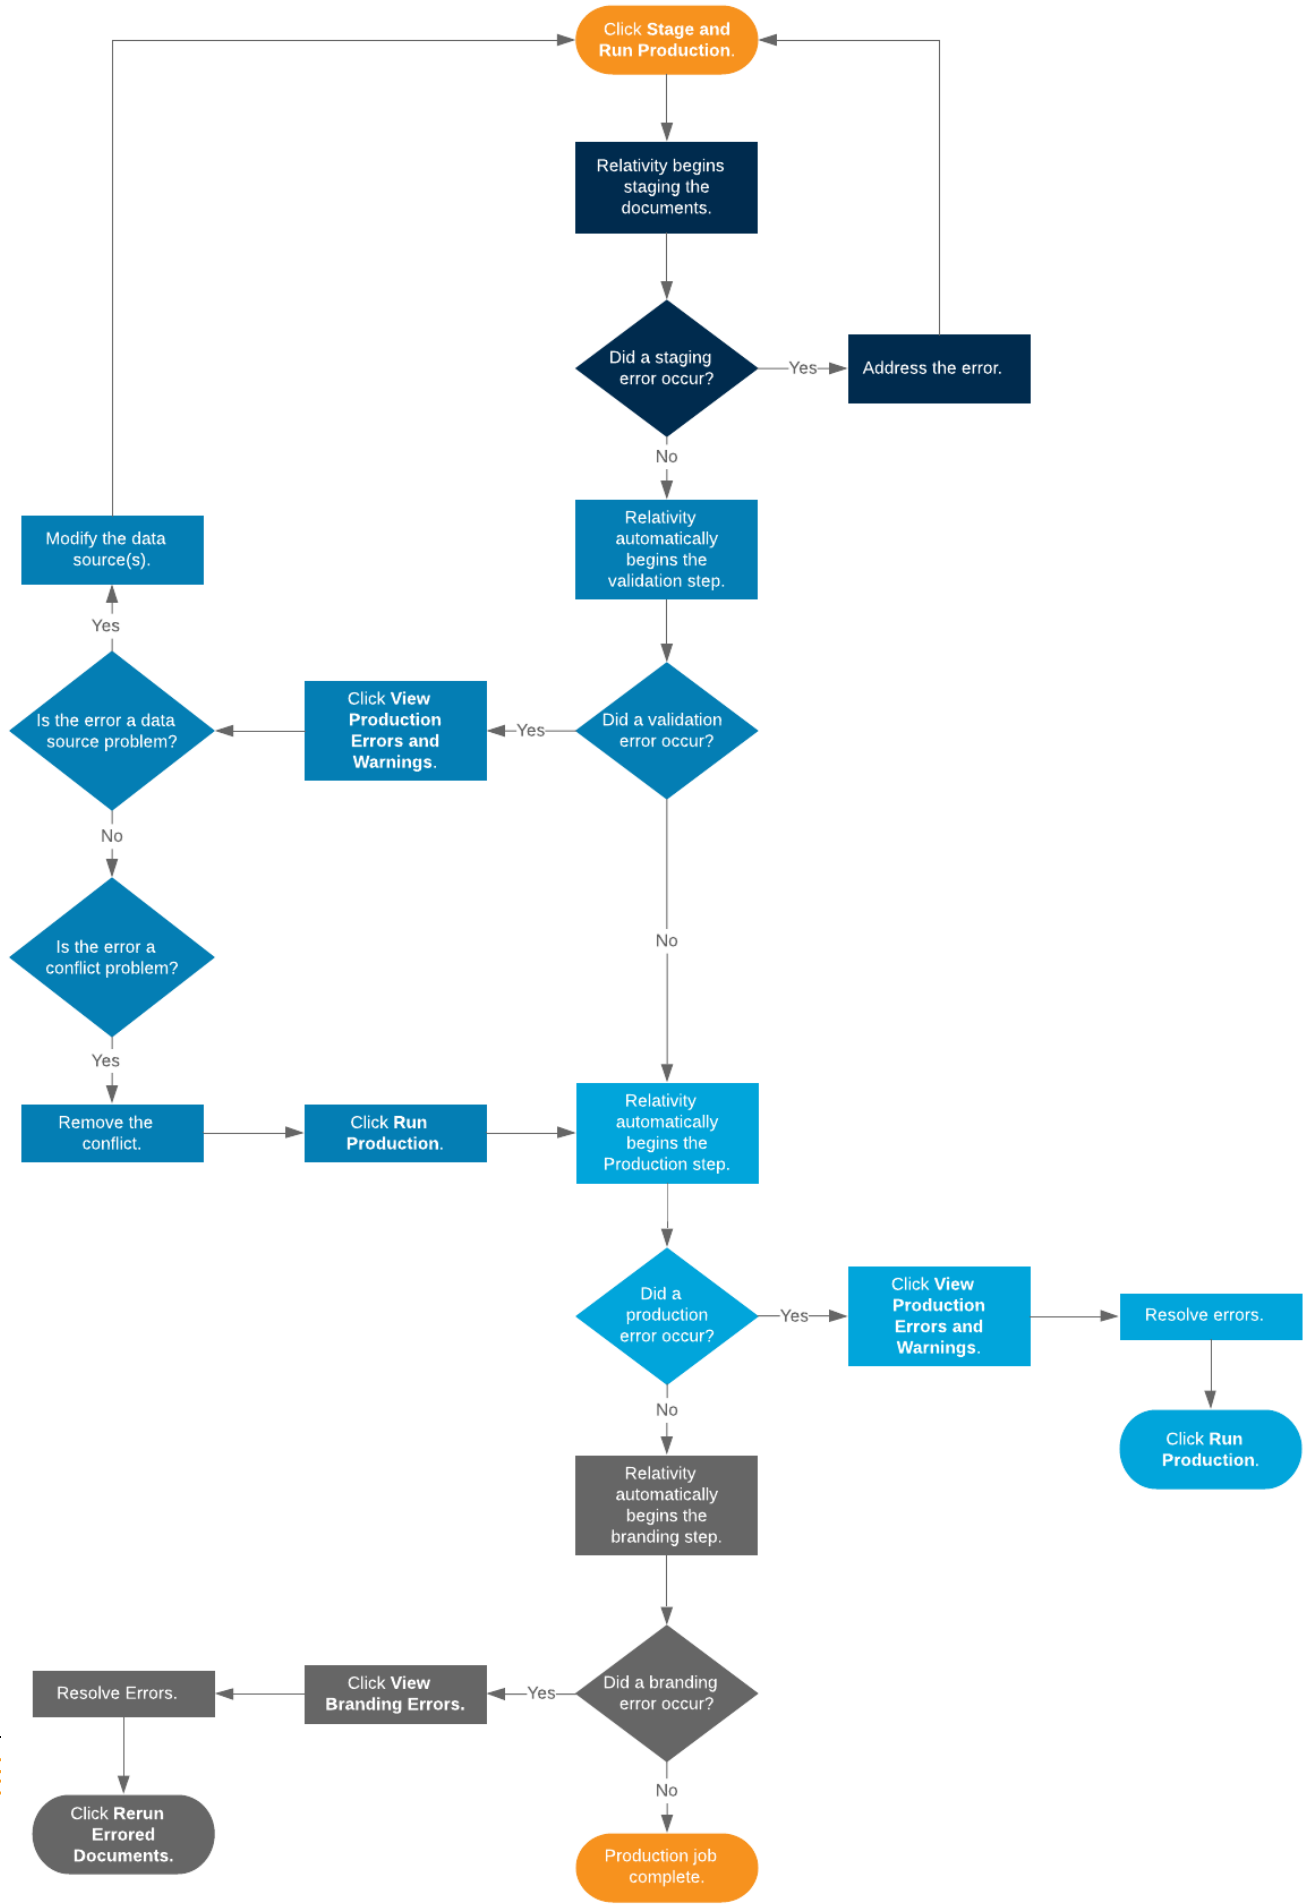 Click Stage and
Run Production.
Relativity begins
staging the
documents.
Did a staging
error occur?
Yes
Address the error.
No
Relativity
automatically
begins the
validation step.
Modify the data
source(s).
Yes
Is the error a data
source problem?
Click View
Production
Errors and
Warnings.
Yes
Did a validation
error occur?
No
Is the error a
conflict problem?
No
Yes
Remove the
conflict.
Click Run
Production.
Relativity
automatically
begins the
Production step.
Did a
production
error occur?
Yes
Click View
Production
Errors and
Warnings.
Resolve errors.
No
Click Run
Production.
Relativity
automatically
begins the
branding step.
Resolve Errors.
Click View
Branding Errors.
Yes
Did a branding
error occur?
No
Click Rerun
Errored
Documents.
Production job
complete.